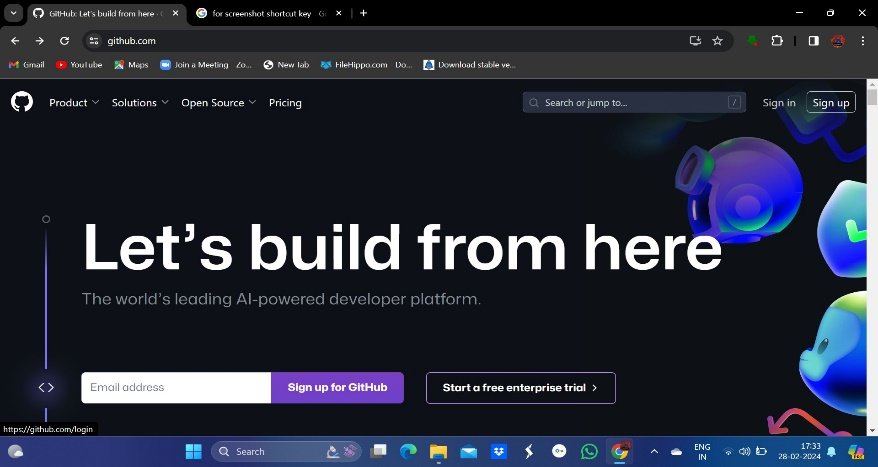 GitHub: Let's build from here ·
for screenshot shortcut key
github.com
Gmail
YouTube
Maps
Join a Meeting Zo...
New Tab
FileHippo.com Do...
Download stable ve...
Product
Solutions
Open Source
Pricing
Search or jump to...
/
Sign in
Sign up
Let's build from here
The world's leading AI-powered developer platform.
Email address
Sign up for GitHub
Start a free enterprise trial
https://github.com/login
Search
ENG
IN
17:33
28-02-2024